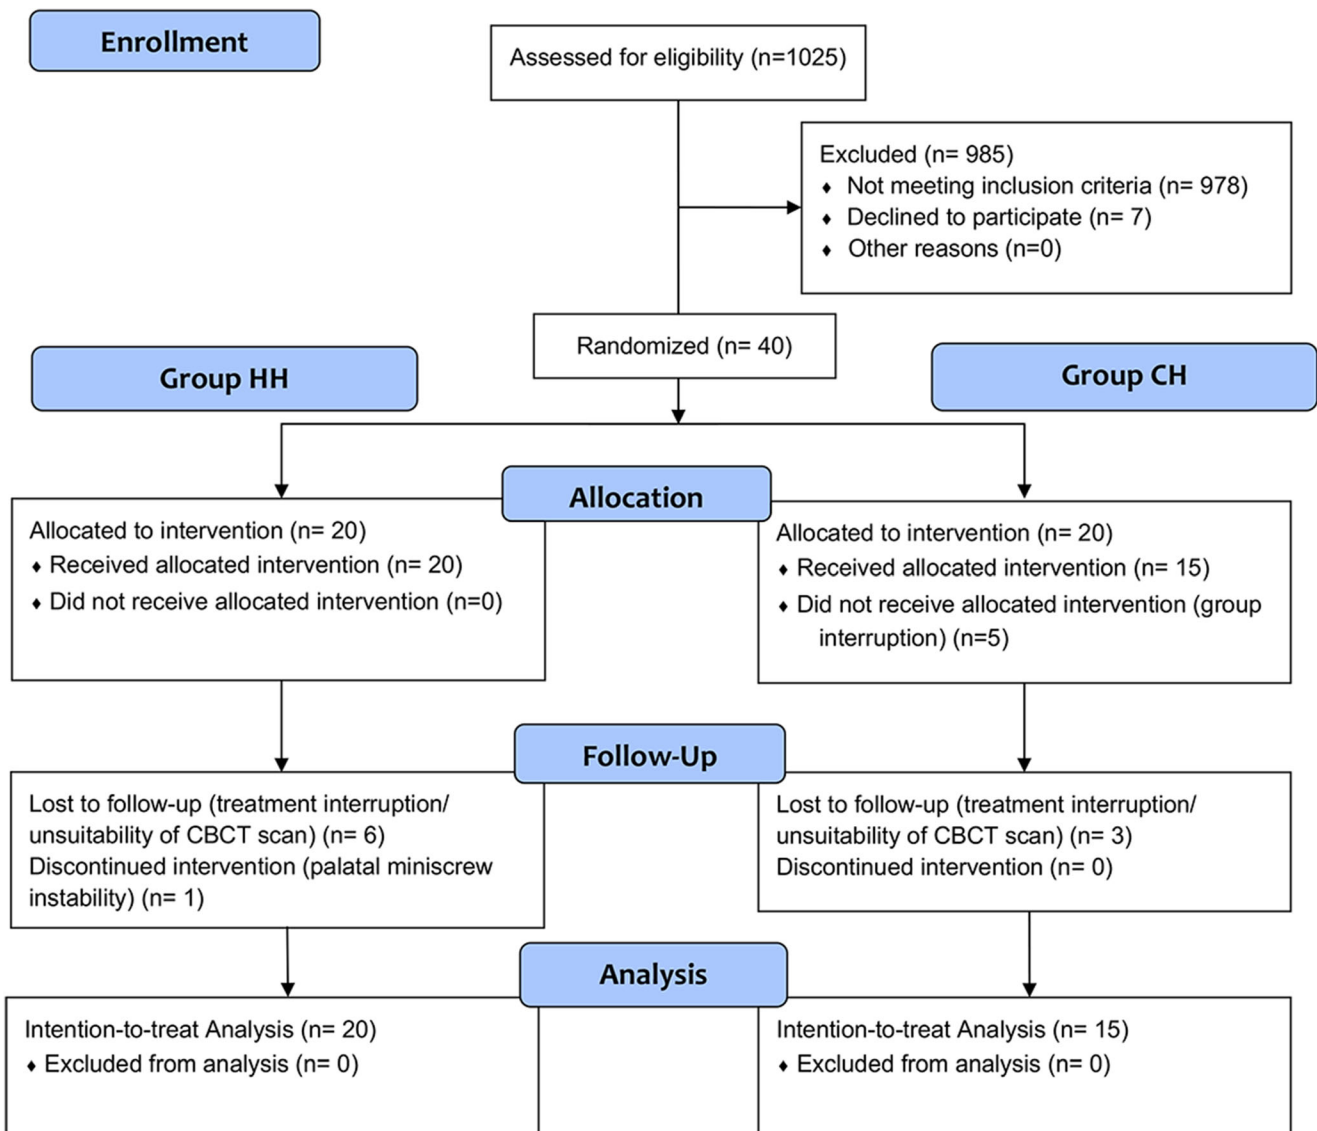 Enrollment
Assessed for eligibility (n=1025)
Excluded (n= 985)
♦ Not meeting inclusion criteria (n= 978)
♦ Declined to participate (n= 7)
♦ Other reasons (n=0)
Randomized (n= 40)
Group HH
Group CH
Allocation
Allocated to intervention (n= 20)
♦ Received allocated intervention (n= 20)
♦ Did not receive allocated intervention (n=0)
Allocated to intervention (n= 20)
♦ Received allocated intervention (n= 15)
♦ Did not receive allocated intervention (group
interruption) (n=5)
Follow-Up
Lost to follow-up (treatment interruption/
unsuitability of CBCT scan) (n= 6)
Discontinued intervention (palatal miniscrew
instability) (n= 1)
Lost to follow-up (treatment interruption/
unsuitability of CBCT scan) (n= 3)
Discontinued intervention (n= 0)
Analysis
Intention-to-treat Analysis (n= 20)
♦ Excluded from analysis (n= 0)
Intention-to-treat Analysis (n= 15)
♦ Excluded from analysis (n= 0)